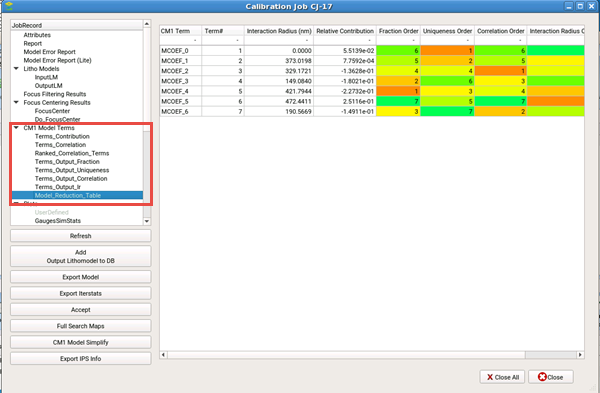 Calibration Job CJ-17
JobRecord
Attributes
Report
Model Error Report
Model Error Report (Lite)
Litho Models
InputLM
OutputLM
Focus Filtering Results
Focus Centering Results
FocusCenter
Do_FocusCenter
CM1 Model Terms
Terms_Contribution
Terms_Correlation
Ranked_Correlation_Terms
Terms_Output_Fraction
Terms_Output_Uniqueness
Terms_Output_Correlation
Terms_Output_Ir
Model_Reduction_Table
UserDefined
GaugesSimStats
Refresh
Add
Output Lithomodel to DB
Export Model
Export Iterstats
Accept
Full Search Maps
CM1 Model Simplify
Export IPS Info
CM1 Term Term# Interaction Radius (nm) Relative Contribution Fraction Order Uniqueness Order Correlation Order Interaction Radius O
- - - - - - -
MCOEF_0 1 0.0000 5.5139e-02 6 1 6
MCOEF_1 2 373.0198 7.7592e-04 5 2 5
MCOEF_2 3 329.1721 -1.3628e-01 4 4 1
MCOEF_3 4 149.0840 -1.8021e-01 2 6 3
MCOEF_4 5 421.7944 -2.2732e-01 1 3 4
MCOEF_5 6 472.4411 2.5116e-01 7 5 7
MCOEF_6 7 190.5669 -1.4911e-01 3 7 2
Close All Close